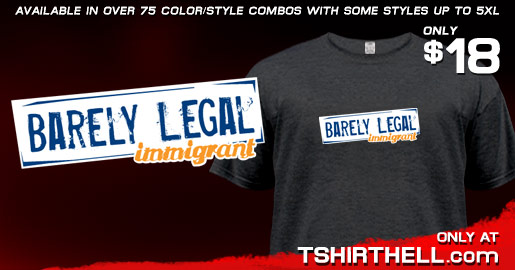 AVAILABLE IN OVER 75 COLOR/STYLE COMBOS WITH SOME STYLES UP TO 5XL
ONLY
$18
BARELY LEGAL
immigrant
BARELY LEGAL
immigrant
ONLY AT
TSHIRTHELL.com